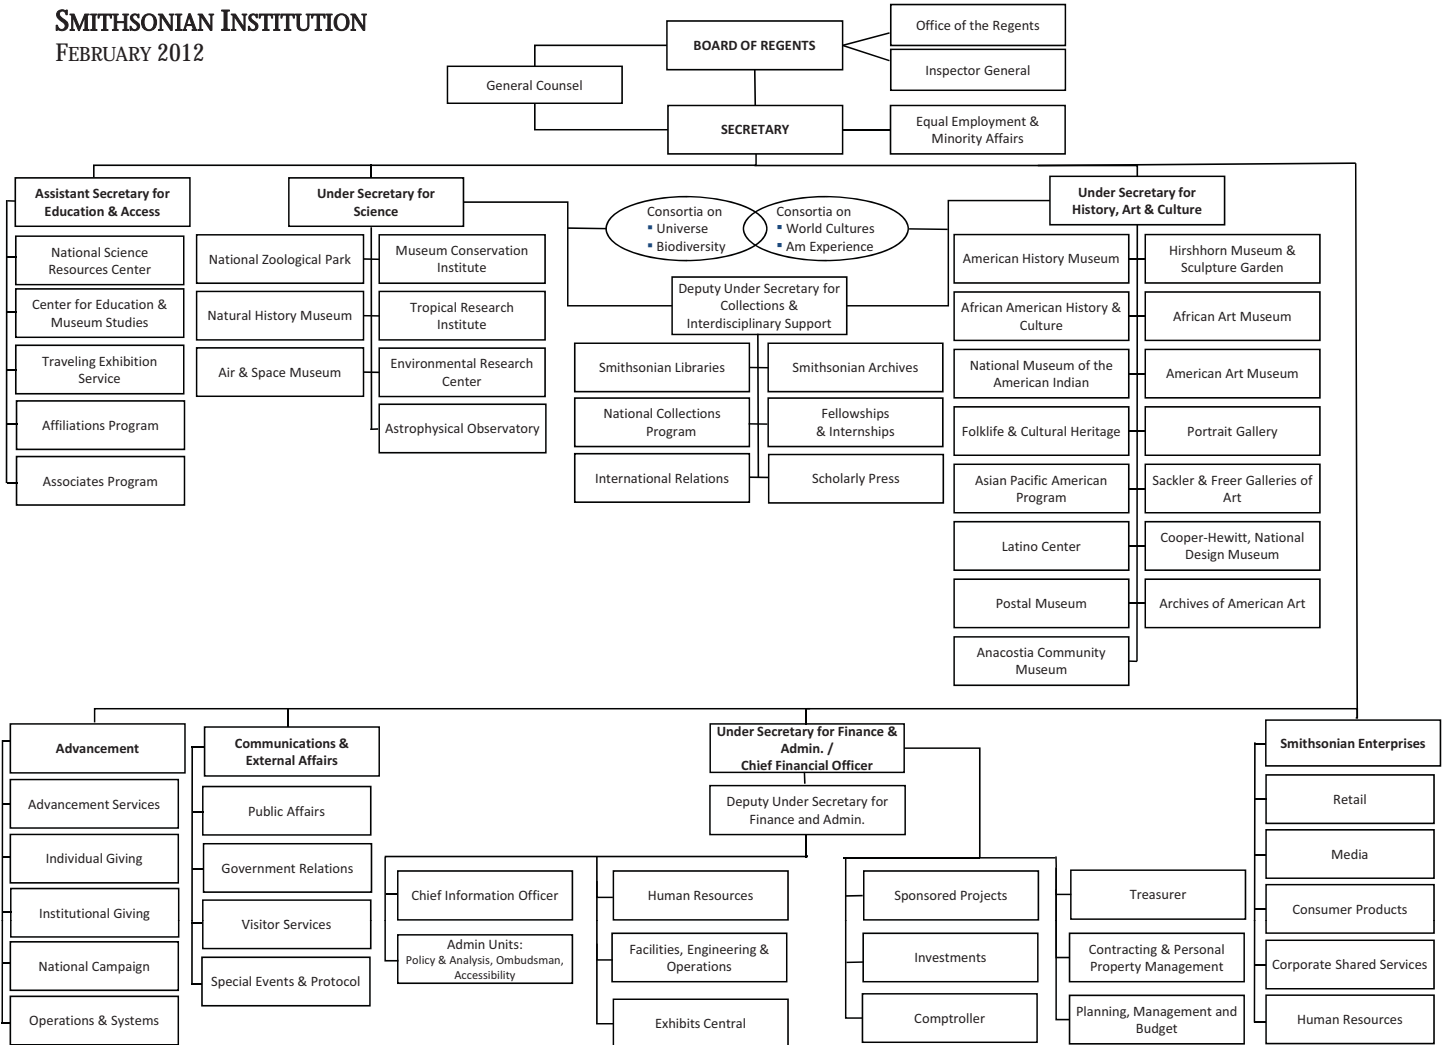 SMITHSONIAN INSTITUTION
FEBRUARY 2012
BOARD OF REGENTS
Office of the Regents
Inspector General
General Counsel
SECRETARY
Equal Employment &
Minority Affairs
Assistant Secretary for
Education & Access
National Science
Resources Center
Center for Education &
Museum Studies
Traveling Exhibition
Service
Affiliations Program
Associates Program
Under Secretary for
Science
National Zoological Park
Museum Conservation
Institute
Natural History Museum
Tropical Research
Institute
Air & Space Museum
Environmental Research
Center
Astrophysical Observatory
Consortia on
▪ Universe
▪ Biodiversity
Consortia on
▪ World Cultures
▪ Am Experience
Deputy Under Secretary for
Collections &
Interdisciplinary Support
Smithsonian Libraries
Smithsonian Archives
National Collections
Program
Fellowships
& Internships
International Relations
Scholarly Press
Under Secretary for
History, Art & Culture
American History Museum
Hirshhorn Museum &
Sculpture Garden
African American History &
Culture
African Art Museum
National Museum of the
American Indian
American Art Museum
Folklife & Cultural Heritage
Portrait Gallery
Asian Pacific American
Program
Sackler & Freer Galleries of
Art
Latino Center
Cooper-Hewitt, National
Design Museum
Postal Museum
Archives of American Art
Anacostia Community
Museum
Advancement
Advancement Services
Individual Giving
Institutional Giving
National Campaign
Operations & Systems
Communications &
External Affairs
Public Affairs
Government Relations
Visitor Services
Special Events & Protocol
Under Secretary for Finance &
Admin. /
Chief Financial Officer
Deputy Under Secretary for
Finance and Admin.
Chief Information Officer
Admin Units:
Policy & Analysis, Ombudsman,
Accessibility
Human Resources
Facilities, Engineering &
Operations
Exhibits Central
Sponsored Projects
Investments
Comptroller
Treasurer
Contracting & Personal
Property Management
Planning, Management and
Budget
Smithsonian Enterprises
Retail
Media
Consumer Products
Corporate Shared Services
Human Resources